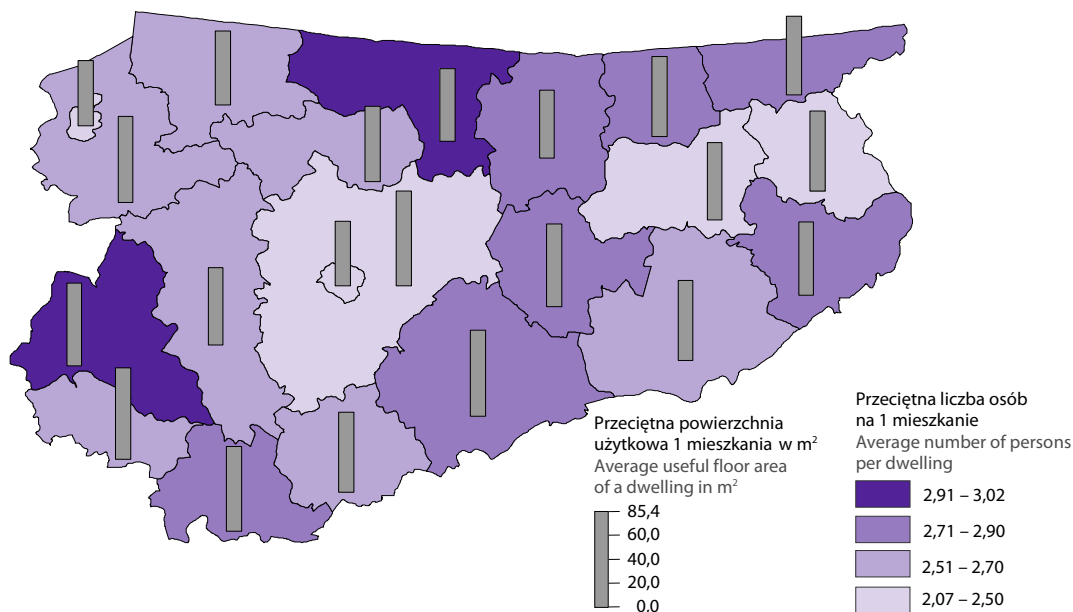 Przeciętna powierzchnia
użytkowa 1 mieszkania w m²
Average useful floor area
of a dwelling in m²
85,4
60,0
40,0
20,0
0,0
Przeciętna liczba osób
na 1 mieszkanie
Average number of persons
per dwelling
2,91 – 3,02
2,71 – 2,90
2,51 – 2,70
2,07 – 2,50